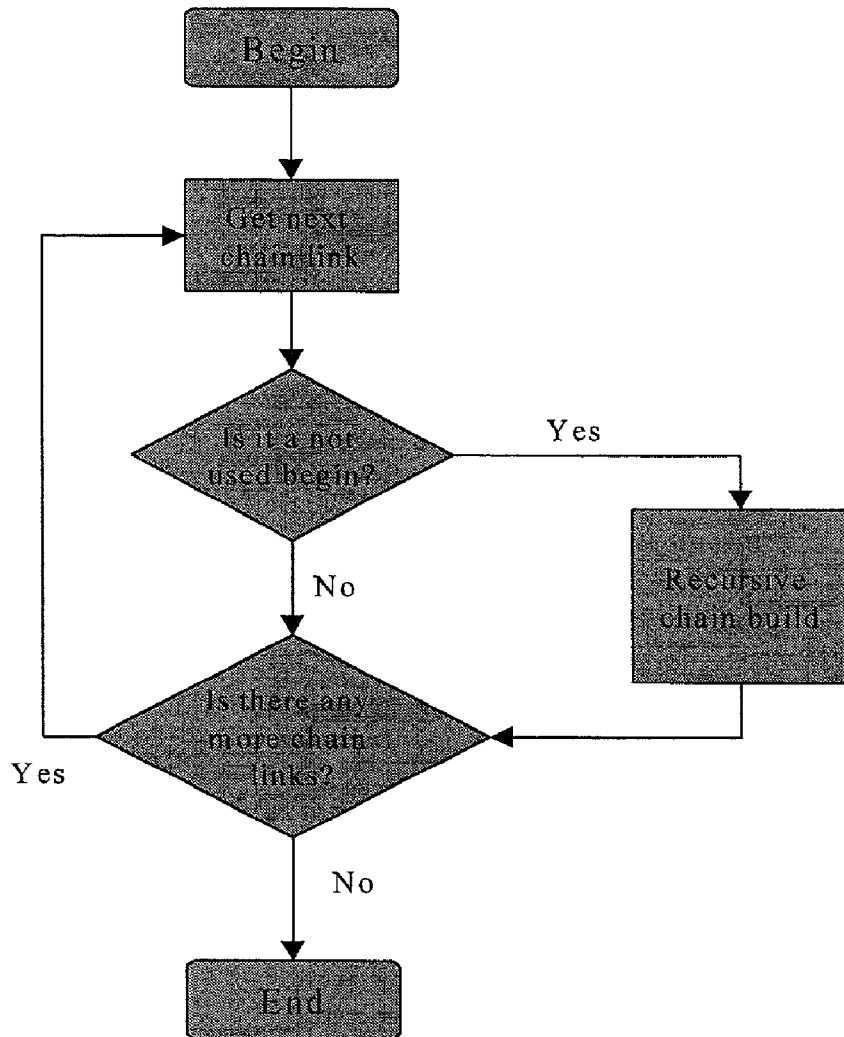 Begin
Get next
chain link
Is it a not
used begin?
Yes
No
Recursive
chain build
Is there any
more chain
links?
Yes
No
End